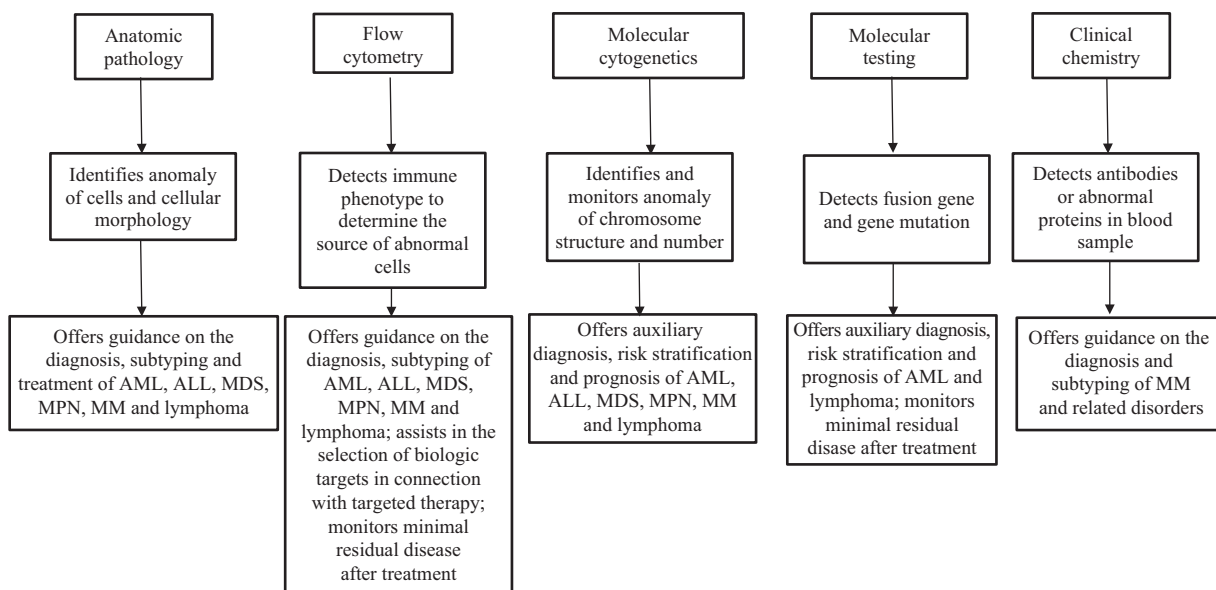 Anatomic
pathology
Flow
cytometry
Molecular
cytogenetics
Molecular
testing
Clinical
chemistry
Identifies anomaly
of cells and cellular
morphology
Detects immune
phenotype to
determine the
source of abnormal
cells
Identifies and
monitors anomaly
of chromosome
structure and number
Detects fusion gene
and gene mutation
Detects antibodies
or abnormal
proteins in blood
sample
Offers guidance on the
diagnosis, subtyping and
treatment of AML, ALL, MDS,
MPN, MM and lymphoma
Offers guidance on the
diagnosis, subtyping of
AML, ALL, MDS,
MPN, MM and
lymphoma; assists in the
selection of biologic
targets in connection
with targeted therapy;
monitors minimal
residual disease
after treatment
Offers auxiliary
diagnosis, risk stratification
and prognosis of AML,
ALL, MDS, MPN, MM
and lymphoma
Offers auxiliary diagnosis,
risk stratification and
prognosis of AML and
lymphoma; monitors
minimal residual
disase after treatment
Offers guidance on the
diagnosis and
subtyping of MM
and related disorders